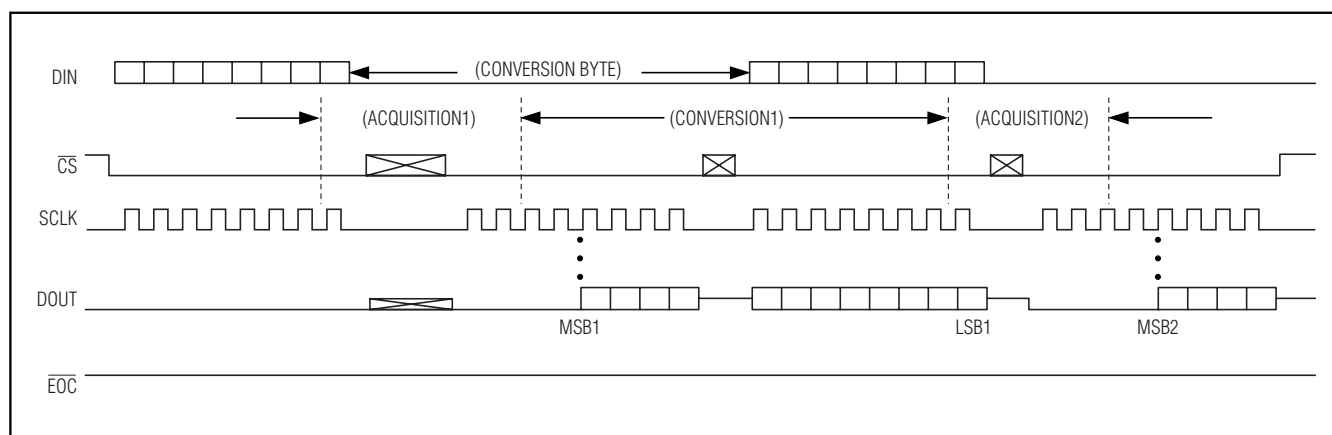 DIN
(CONVERSION BYTE)
(ACQUISITION1)
(CONVERSION1)
(ACQUISITION2)
CS
SCLK
DOUT
MSB1
LSB1
MSB2
EOC